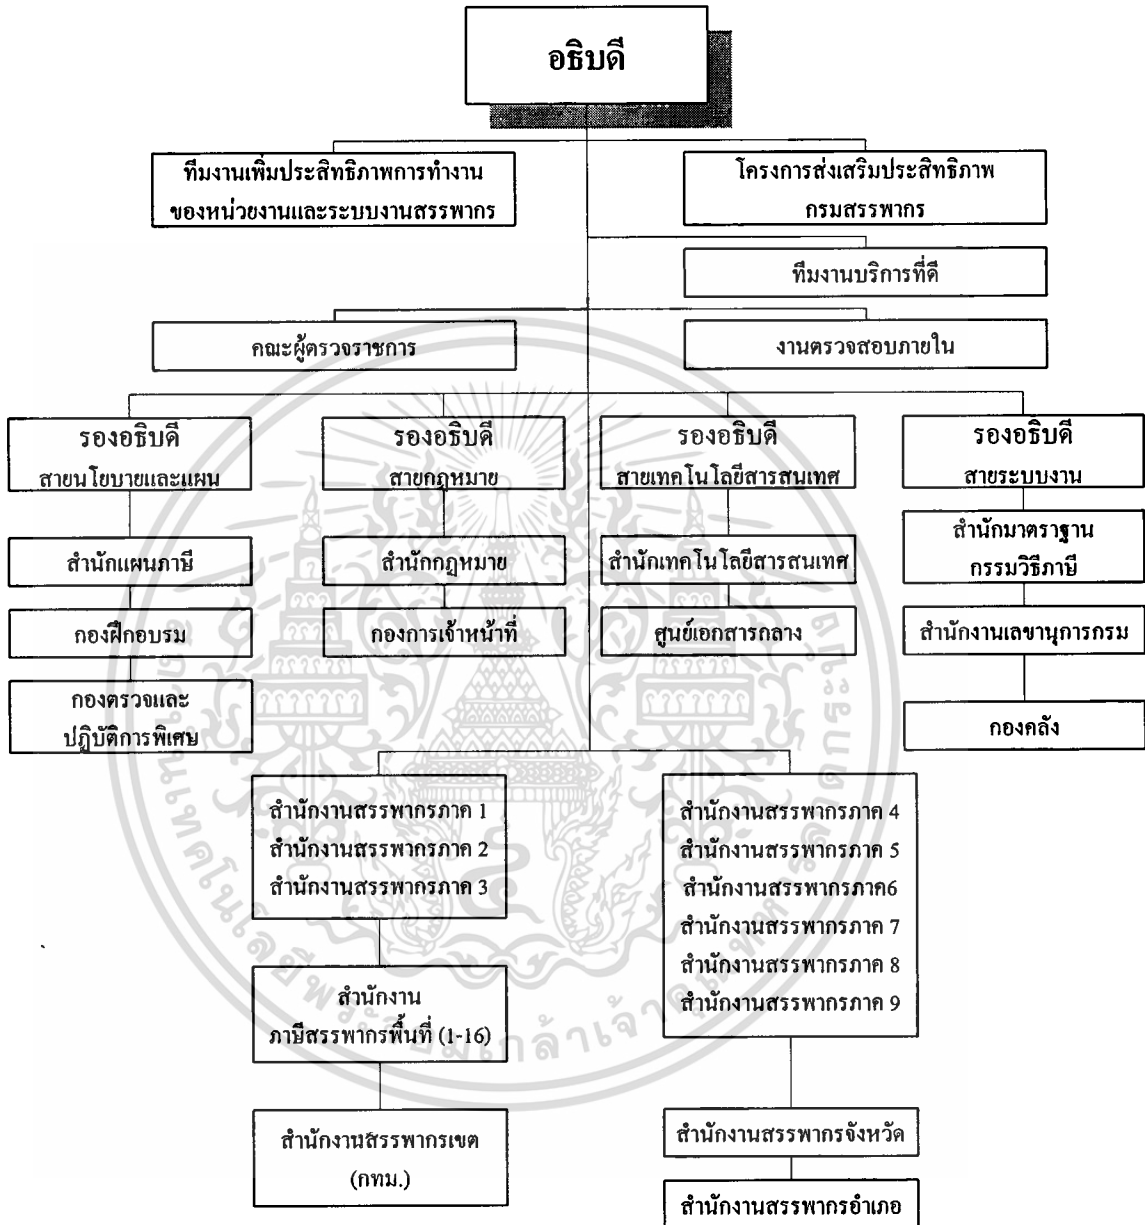 อธิบดี
ทีมงานเพิ่มประสิทธิภาพการทำงาน
ของหน่วยงานและระบบงานสรรพากร
โครงการส่งเสริมประสิทธิภาพ
กรมสรรพากร
ทีมงานบริการที่ดี
คณะผู้ตรวจราชการ
งานตรวจสอบภายใน
รองอธิบดี
สายนโยบายและแผน
รองอธิบดี
สายกฎหมาย
รองอธิบดี
สายเทคโนโลยีสารสนเทศ
รองอธิบดี
สายระบบงาน
สำนักแผนภาษี
สำนักกฎหมาย
สำนักเทคโนโลยีสารสนเทศ
สำนักมาตราฐาน
กรรมวิธีภาษี
กองฝึกอบรม
กองการเจ้าหน้าที่
ศูนย์เอกสารกลาง
สำนักงานเลขานุการกรม
กองตรวจและ
ปฏิบัติการพิเศษ
กองคลัง
สำนักงานสรรพากรภาค 1
สำนักงานสรรพากรภาค 2
สำนักงานสรรพากรภาค 3
สำนักงานสรรพากรภาค 4
สำนักงานสรรพากรภาค 5
สำนักงานสรรพากรภาค6
สำนักงานสรรพากรภาค 7
สำนักงานสรรพากรภาค 8
สำนักงานสรรพากรภาค 9
สำนักงาน
ภาษีสรรพากรพื้นที่ (1-16)
สำนักงานสรรพากรเขต
(กทม.)
สำนักงานสรรพากรจังหวัด
สำนักงานสรรพากรอำเภอ